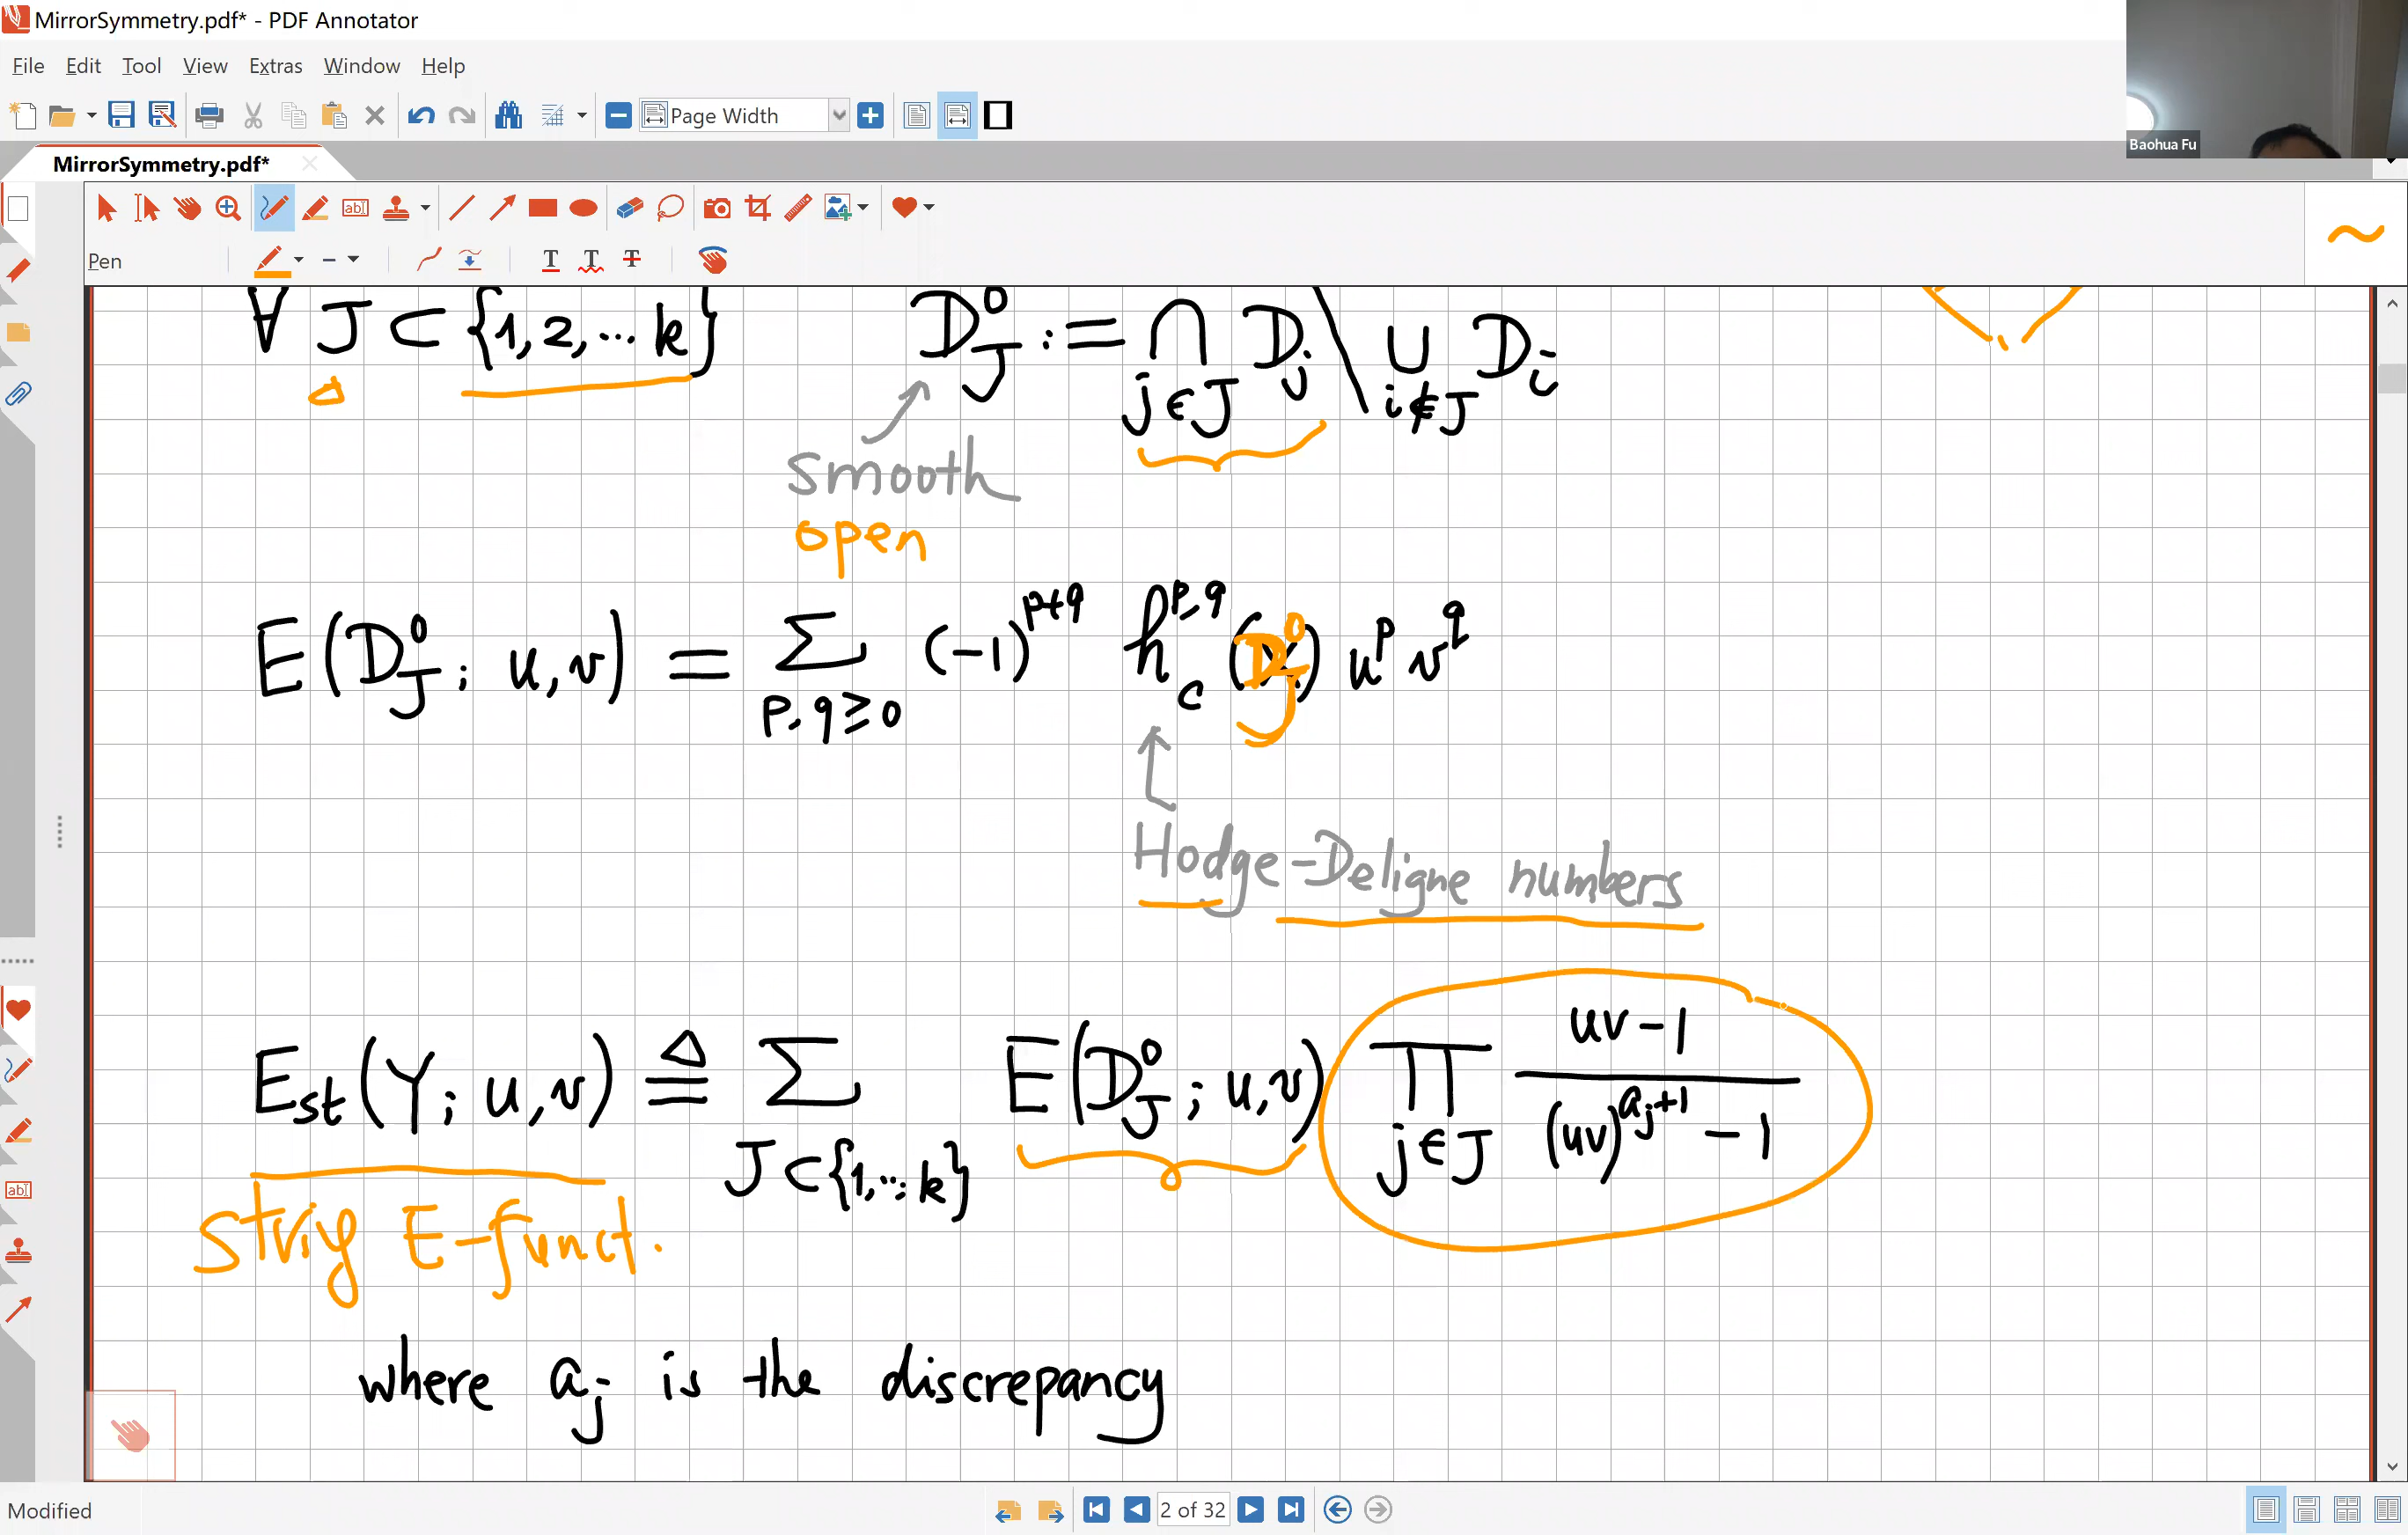 MirrorSymmetry.pdf* - PDF Annotator
File Edit Tool View Extras Window Help
Page Width
Baohua Fu
MirrorSymmetry.pdf*
Pen
∀ J ⊂ {1, 2, ... k} D_J^0 := ∩_{j∈J} D_j \ ∪_{i∉J} D_i
smooth
open
E(D_J^0; u, v) = Σ_{p,q≥0} (-1)^{p+q} h_c^{p,q} (D_J^0) u^p v^q
Hodge-Deligne numbers
E_st(Y; u, v) ≜ Σ_{J⊂{1,..,k}} E(D_J^0; u, v) ∏_{j∈J} \frac{uv-1}{(uv)^{a_j+1} - 1}
strig E-funct.
where a_j is the discrepancy
Modified
2 of 32